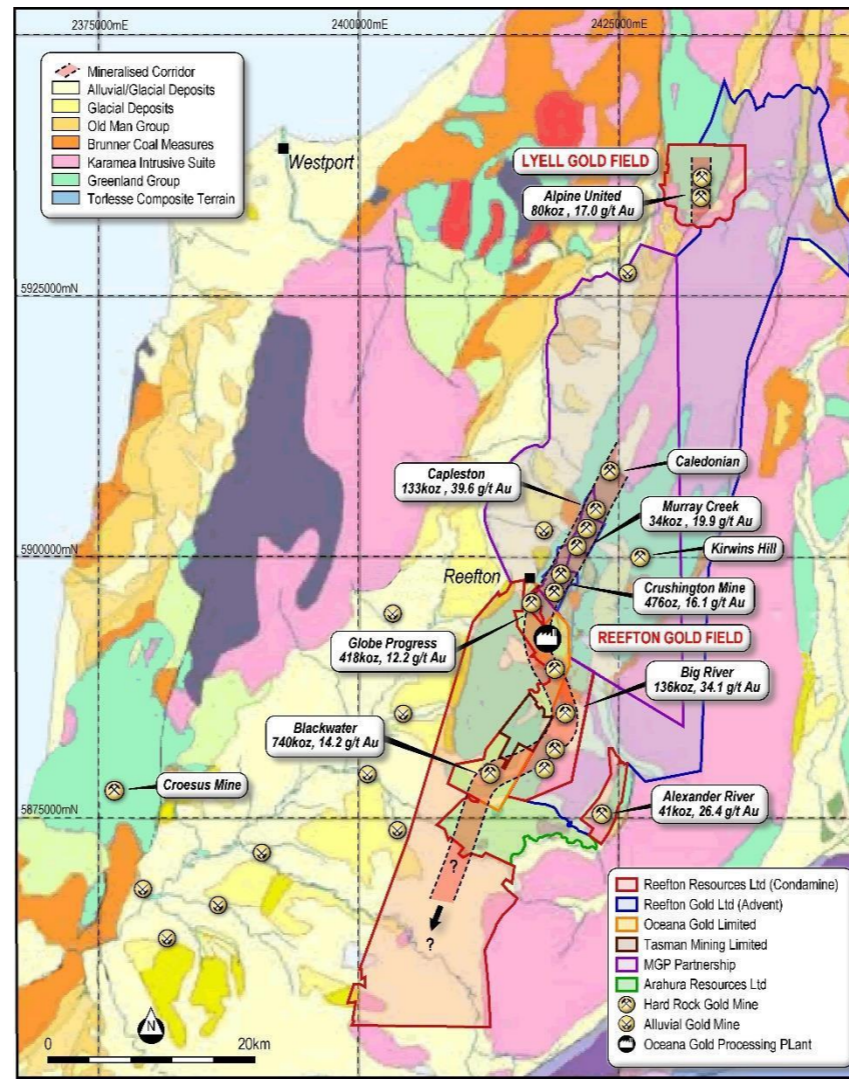 2375000mE
2400000mE
2425000mE
Mineralised Corridor
Alluvial/Glacial Deposits
Glacial Deposits
Old Man Group
Brunner Coal Measures
Karamea Intrusive Suite
Greenland Group
Torlesse Composite Terrain
Westport
LYELL GOLD FIELD
Alpine United
80koz , 17.0 g/t Au
5925000mN
Caledonian
Capleston
133koz , 39.6 g/t Au
Murray Creek
34koz , 19.9 g/t Au
5900000mN
Kirwins Hill
Reefton
Crushington Mine
476oz, 16.1 g/t Au
Globe Progress
418koz, 12.2 g/t Au
REEFTON GOLD FIELD
Big River
136koz, 34.1 g/t Au
Blackwater
740koz , 14.2 g/t Au
Croesus Mine
Alexander River
41koz , 26.4 g/t Au
5875000mN
?
?
Reefton Resources Ltd (Condamine)
Reefton Gold Ltd (Advent)
Oceana Gold Limited
Tasman Mining Limited
MGP Partnership
Arahura Resources Ltd
Hard Rock Gold Mine
Alluvial Gold Mine
Oceana Gold Processing PLant
N
0
20km